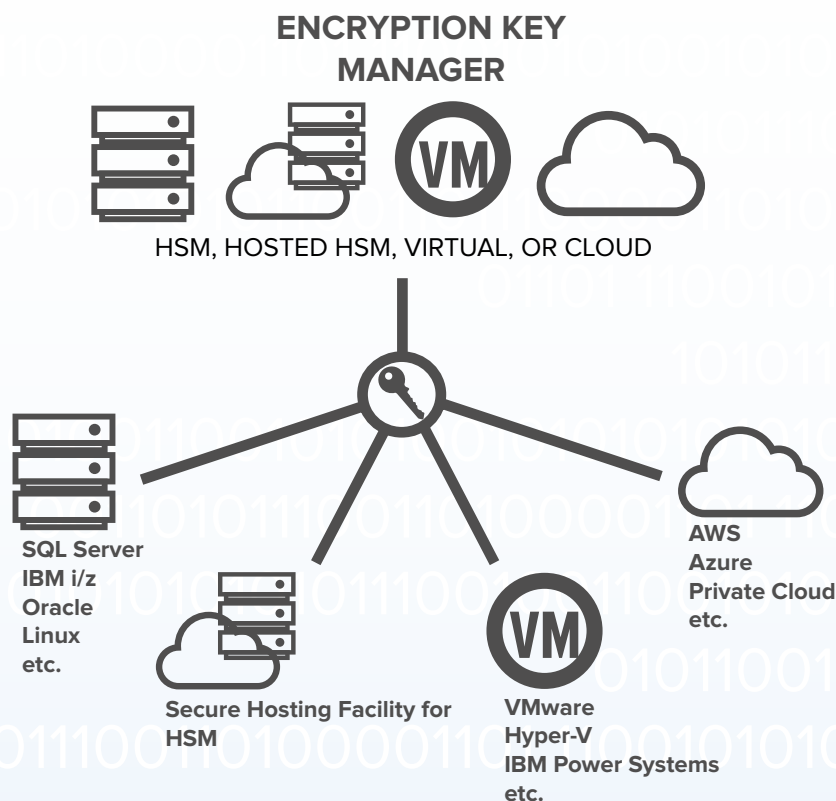 ENCRYPTION KEY
MANAGER
VM
HSM, HOSTED HSM, VIRTUAL, OR CLOUD
SQL Server
IBM i/z
Oracle
Linux
etc.
Secure Hosting Facility for
HSM
VM
VMware
Hyper-V
IBM Power Systems
etc.
AWS
Azure
Private Cloud
etc.